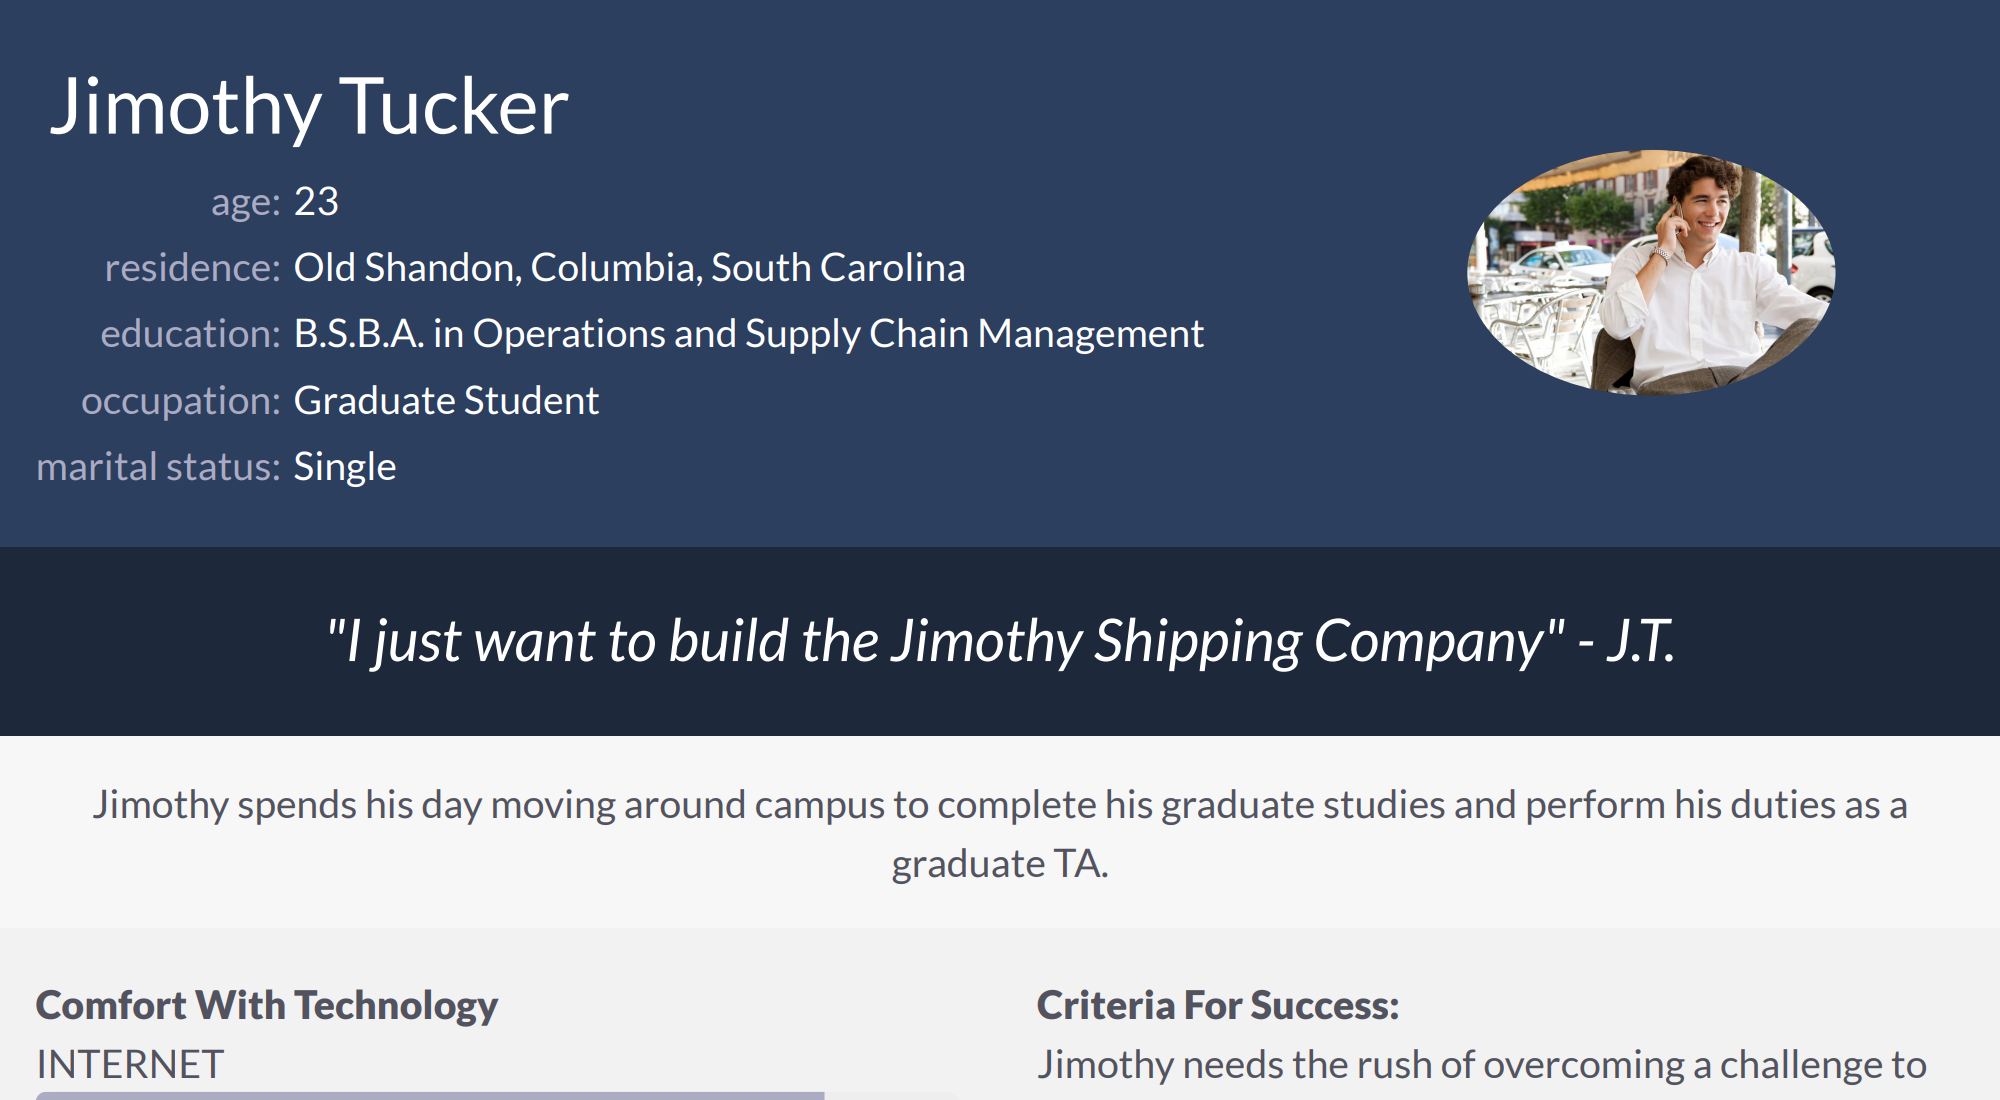 Jimothy Tucker
age: 23
residence: Old Shandon, Columbia, South Carolina
education: B.S.B.A. in Operations and Supply Chain Management
occupation: Graduate Student
marital status: Single
"I just want to build the Jimothy Shipping Company" - J.T.
Jimothy spends his day moving around campus to complete his graduate studies and perform his duties as a
graduate TA.
Comfort With Technology
INTERNET
Criteria For Success:
Jimothy needs the rush of overcoming a challenge to